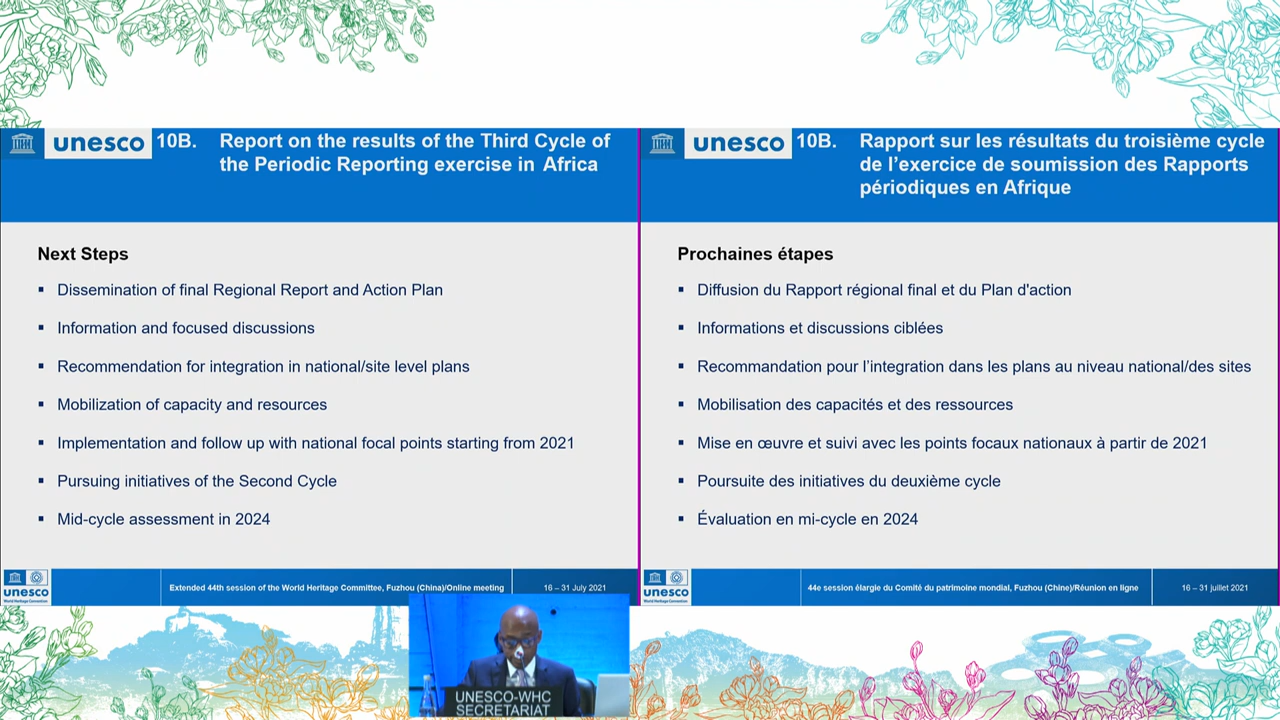 unesco
10B.
Report on the results of the Third Cycle of
the Periodic Reporting exercise in Africa
Next Steps
▪ Dissemination of final Regional Report and Action Plan
▪ Information and focused discussions
▪ Recommendation for integration in national/site level plans
▪ Mobilization of capacity and resources
▪ Implementation and follow up with national focal points starting from 2021
▪ Pursuing initiatives of the Second Cycle
▪ Mid-cycle assessment in 2024
unesco
World Heritage Convention
Extended 44th session of the World Heritage Committee, Fuzhou (China)/Online meeting
16 – 31 July 2021
unesco
10B.
Rapport sur les résultats du troisième cycle
de l’exercice de soumission des Rapports
périodiques en Afrique
Prochaines étapes
▪ Diffusion du Rapport régional final et du Plan d'action
▪ Informations et discussions ciblées
▪ Recommandation pour l’integration dans les plans au niveau national/des sites
▪ Mobilisation des capacités et des ressources
▪ Mise en œuvre et suivi avec les points focaux nationaux à partir de 2021
▪ Poursuite des initiatives du deuxième cycle
▪ Évaluation en mi-cycle en 2024
unesco
World Heritage Convention
44e session élargie du Comité du patrimoine mondial, Fuzhou (Chine)/Réunion en ligne
16 – 31 juillet 2021
UNESCO-WHC
SECRETARIAT